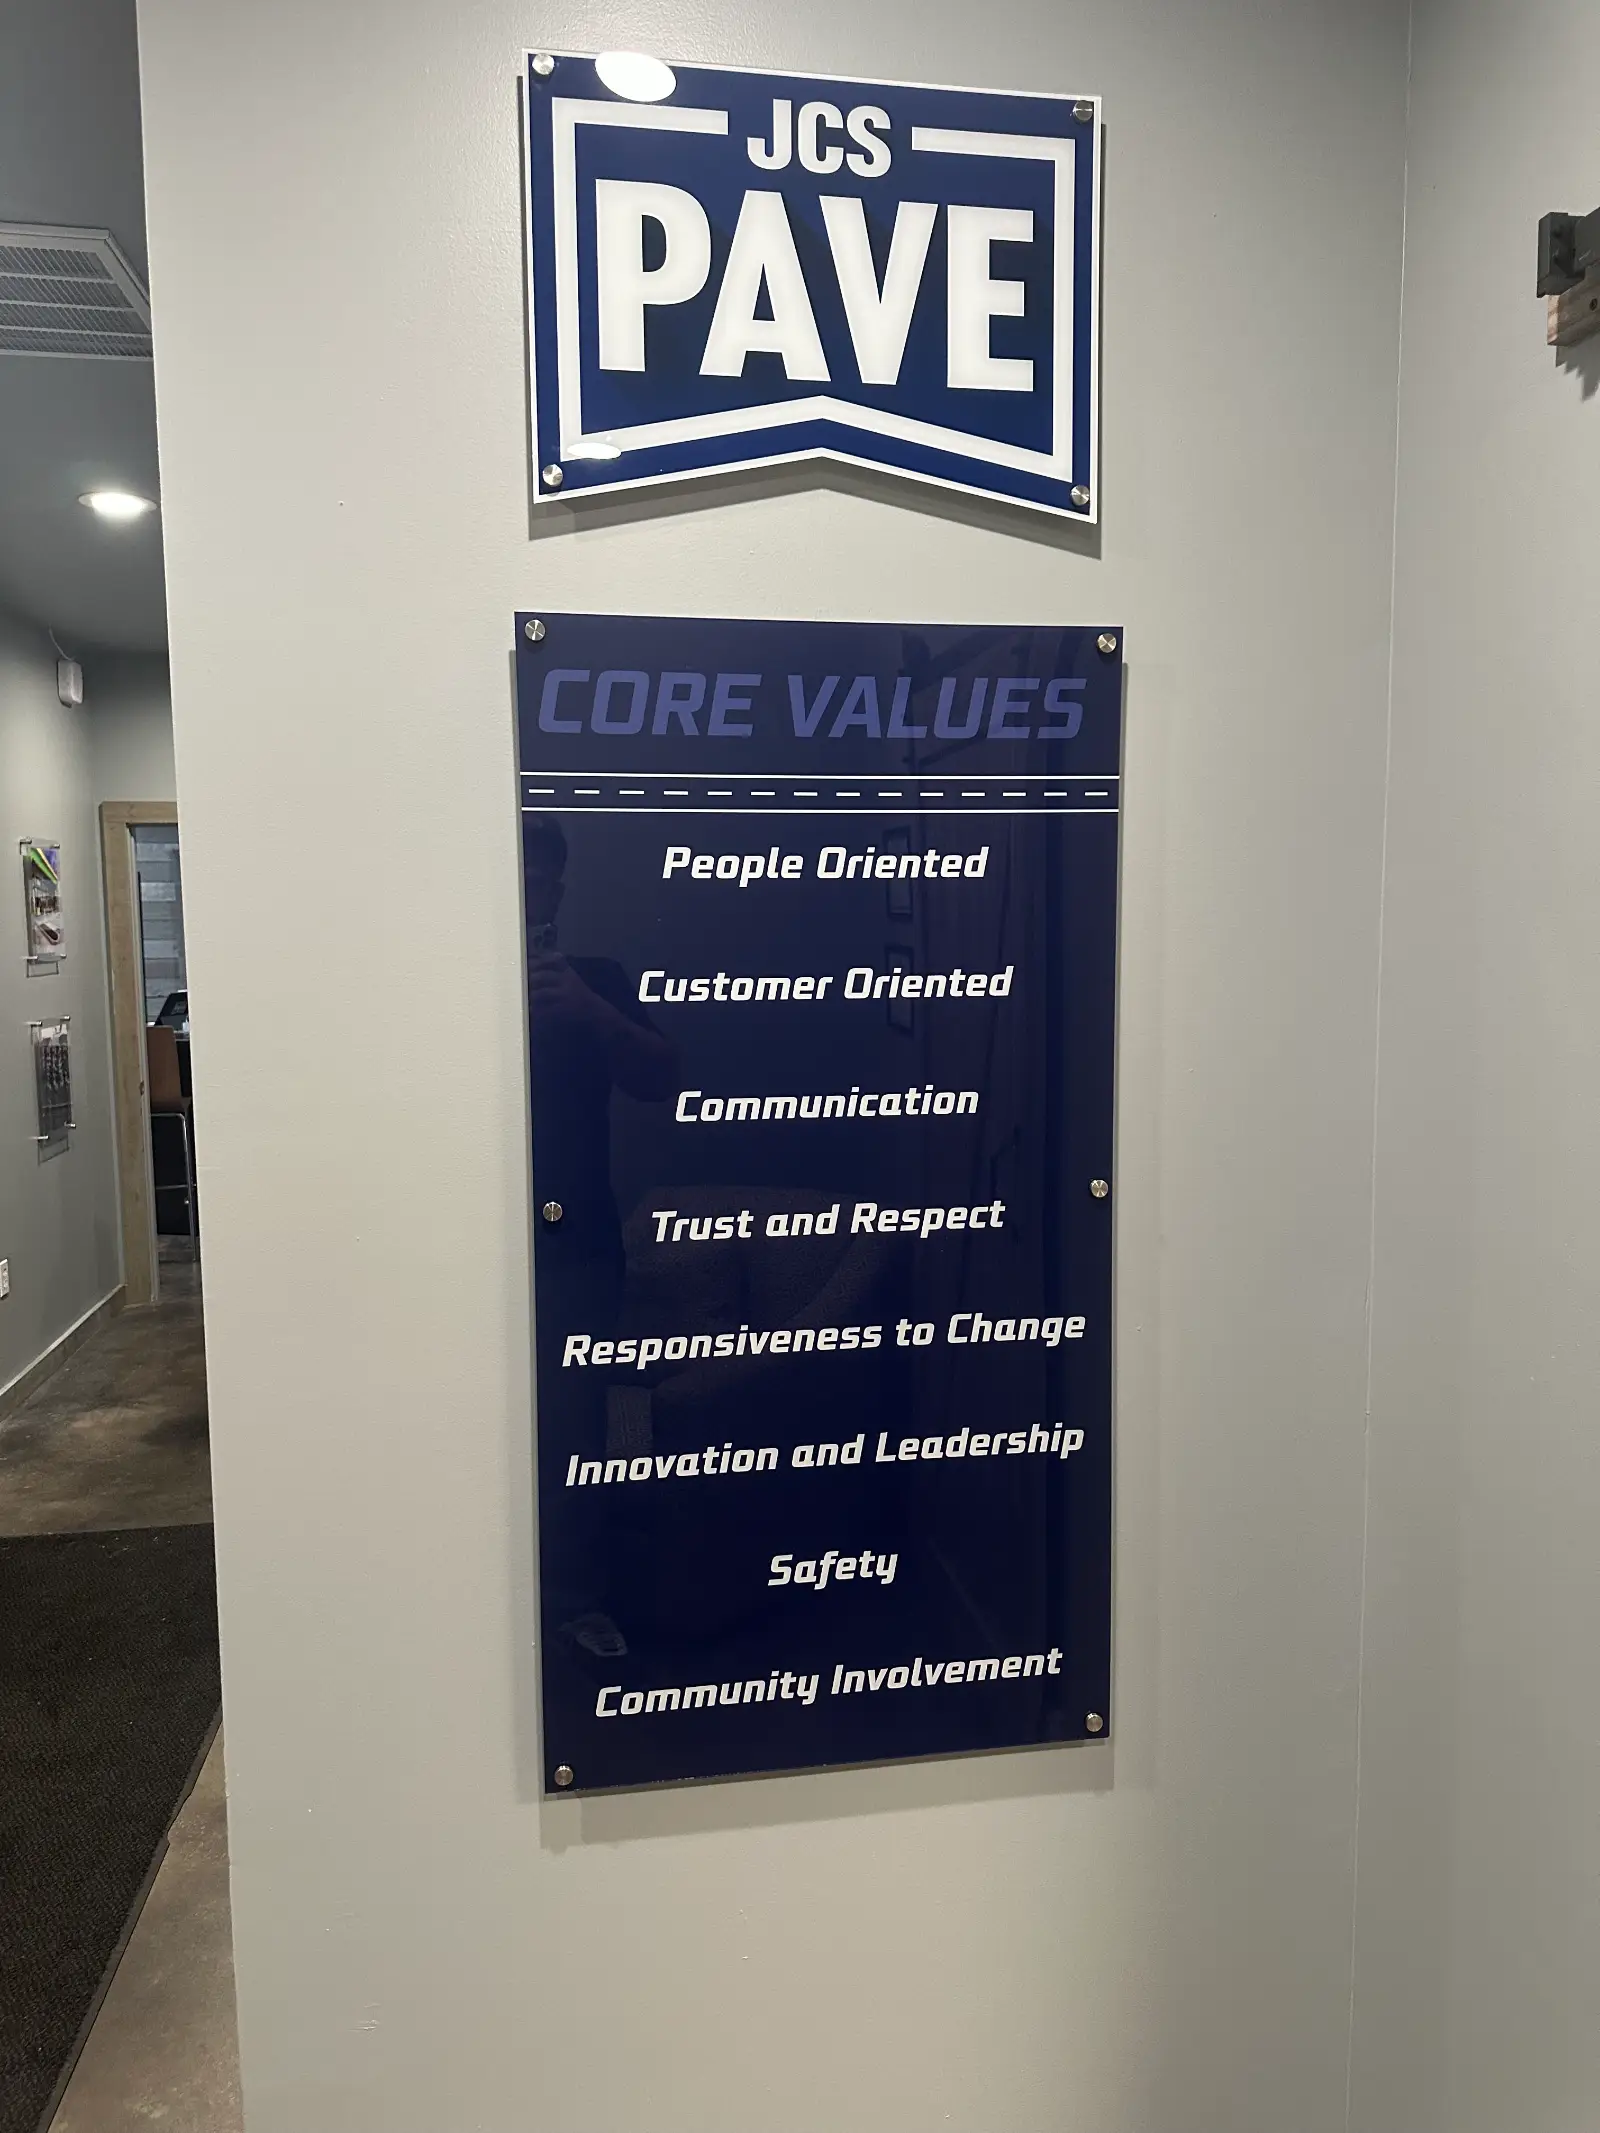 JCS
PAVE
CORE VALUES
People Oriented
Customer Oriented
Communication
Trust and Respect
Responsiveness to Change
Innovation and Leadership
Safety
Community Involvement